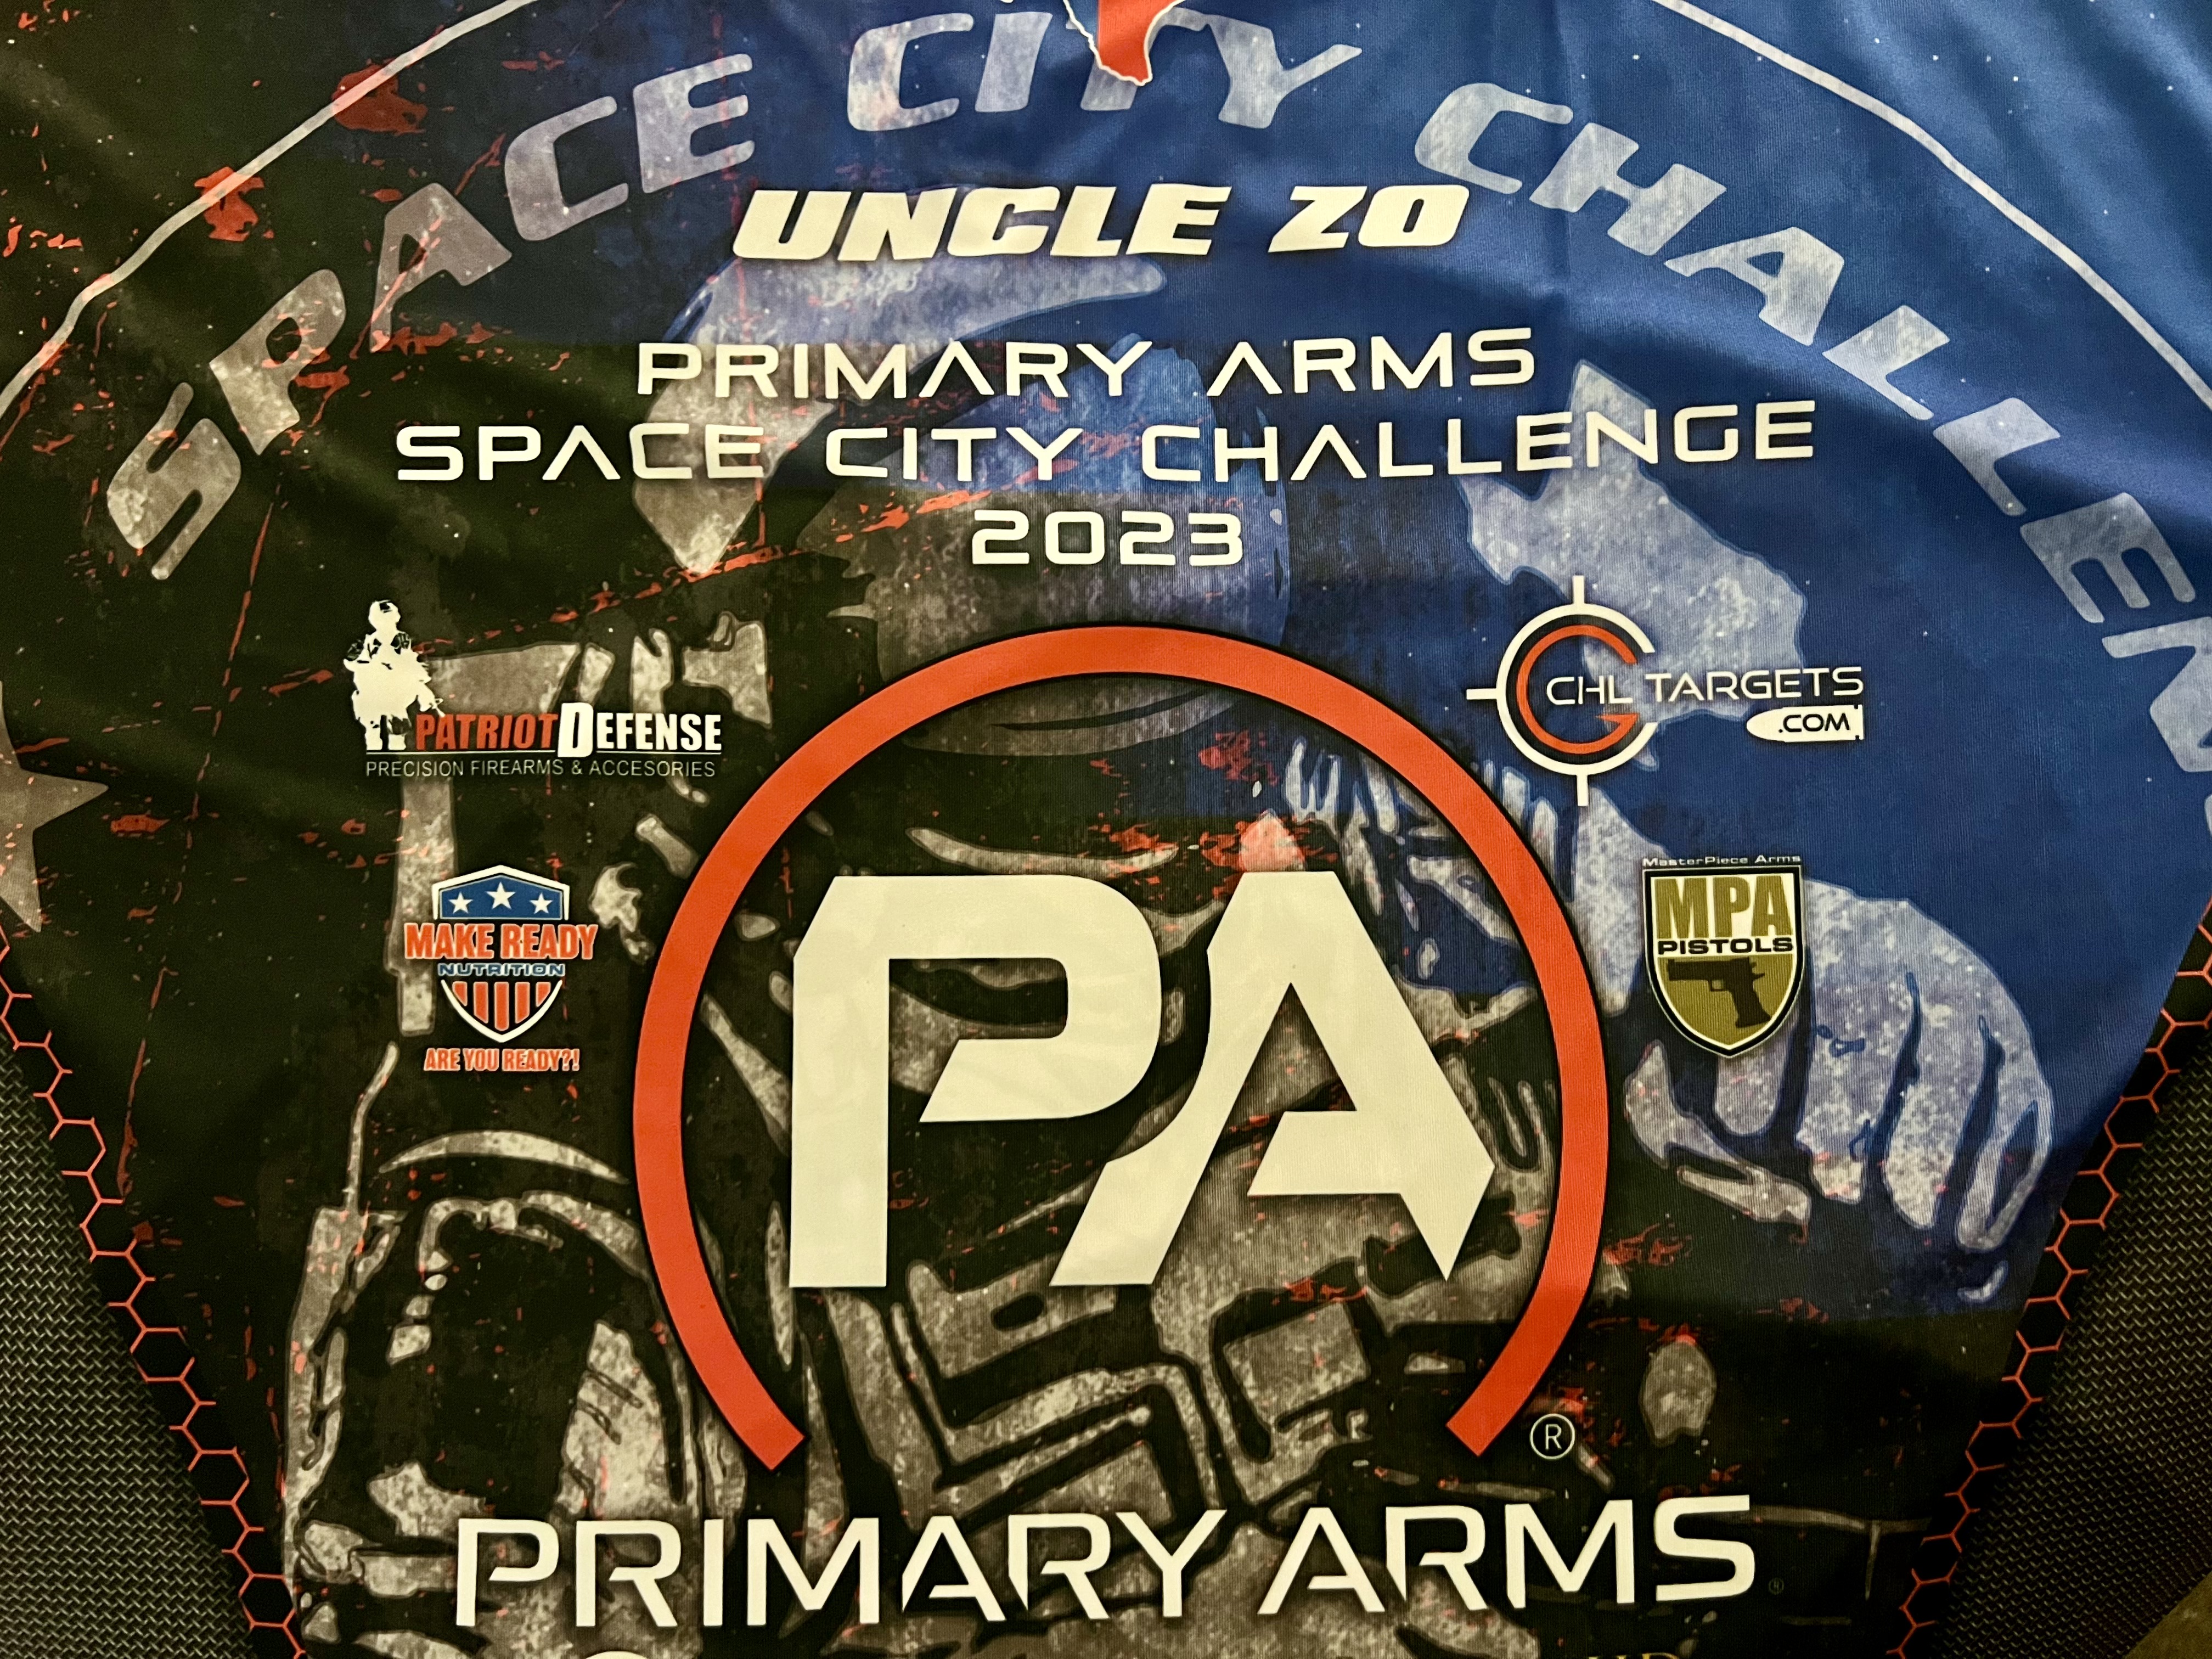 SPACE CITY CHALLEN
UNCLE ZO
PRIMARY ARMS
SPACE CITY CHALLENGE
2023
PATRIOT DEFENSE
PRECISION FIREARMS & ACCESORIES
CHL TARGETS
.COM
MAKE READY
NUTRITION
ARE YOU READY?!
MasterPiece Arms
MPA
PISTOLS
PA
®
PRIMARY ARMS